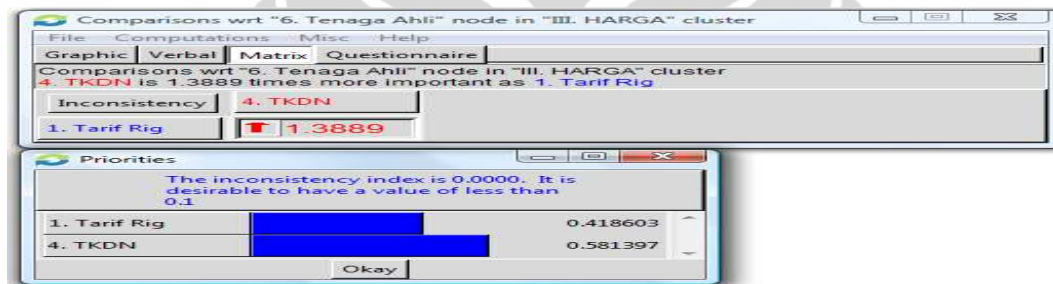 Comparisons wrt "6. Tenaga Ahli" node in "III. HARGA" cluster
File Computations Misc Help
Graphic Verbal Matrix Questionnaire
Comparisons wrt "6. Tenaga Ahli" node in "III. HARGA" cluster
4. TKDN is 1.3889 times more important as 1. Tarif Rig
Inconsistency 4. TKDN
1. Tarif Rig 1.3889
Priorities
The inconsistency index is 0.0000. It is
desirable to have a value of less than
0.1
1. Tarif Rig 0.418603
4. TKDN 0.581397
Okay